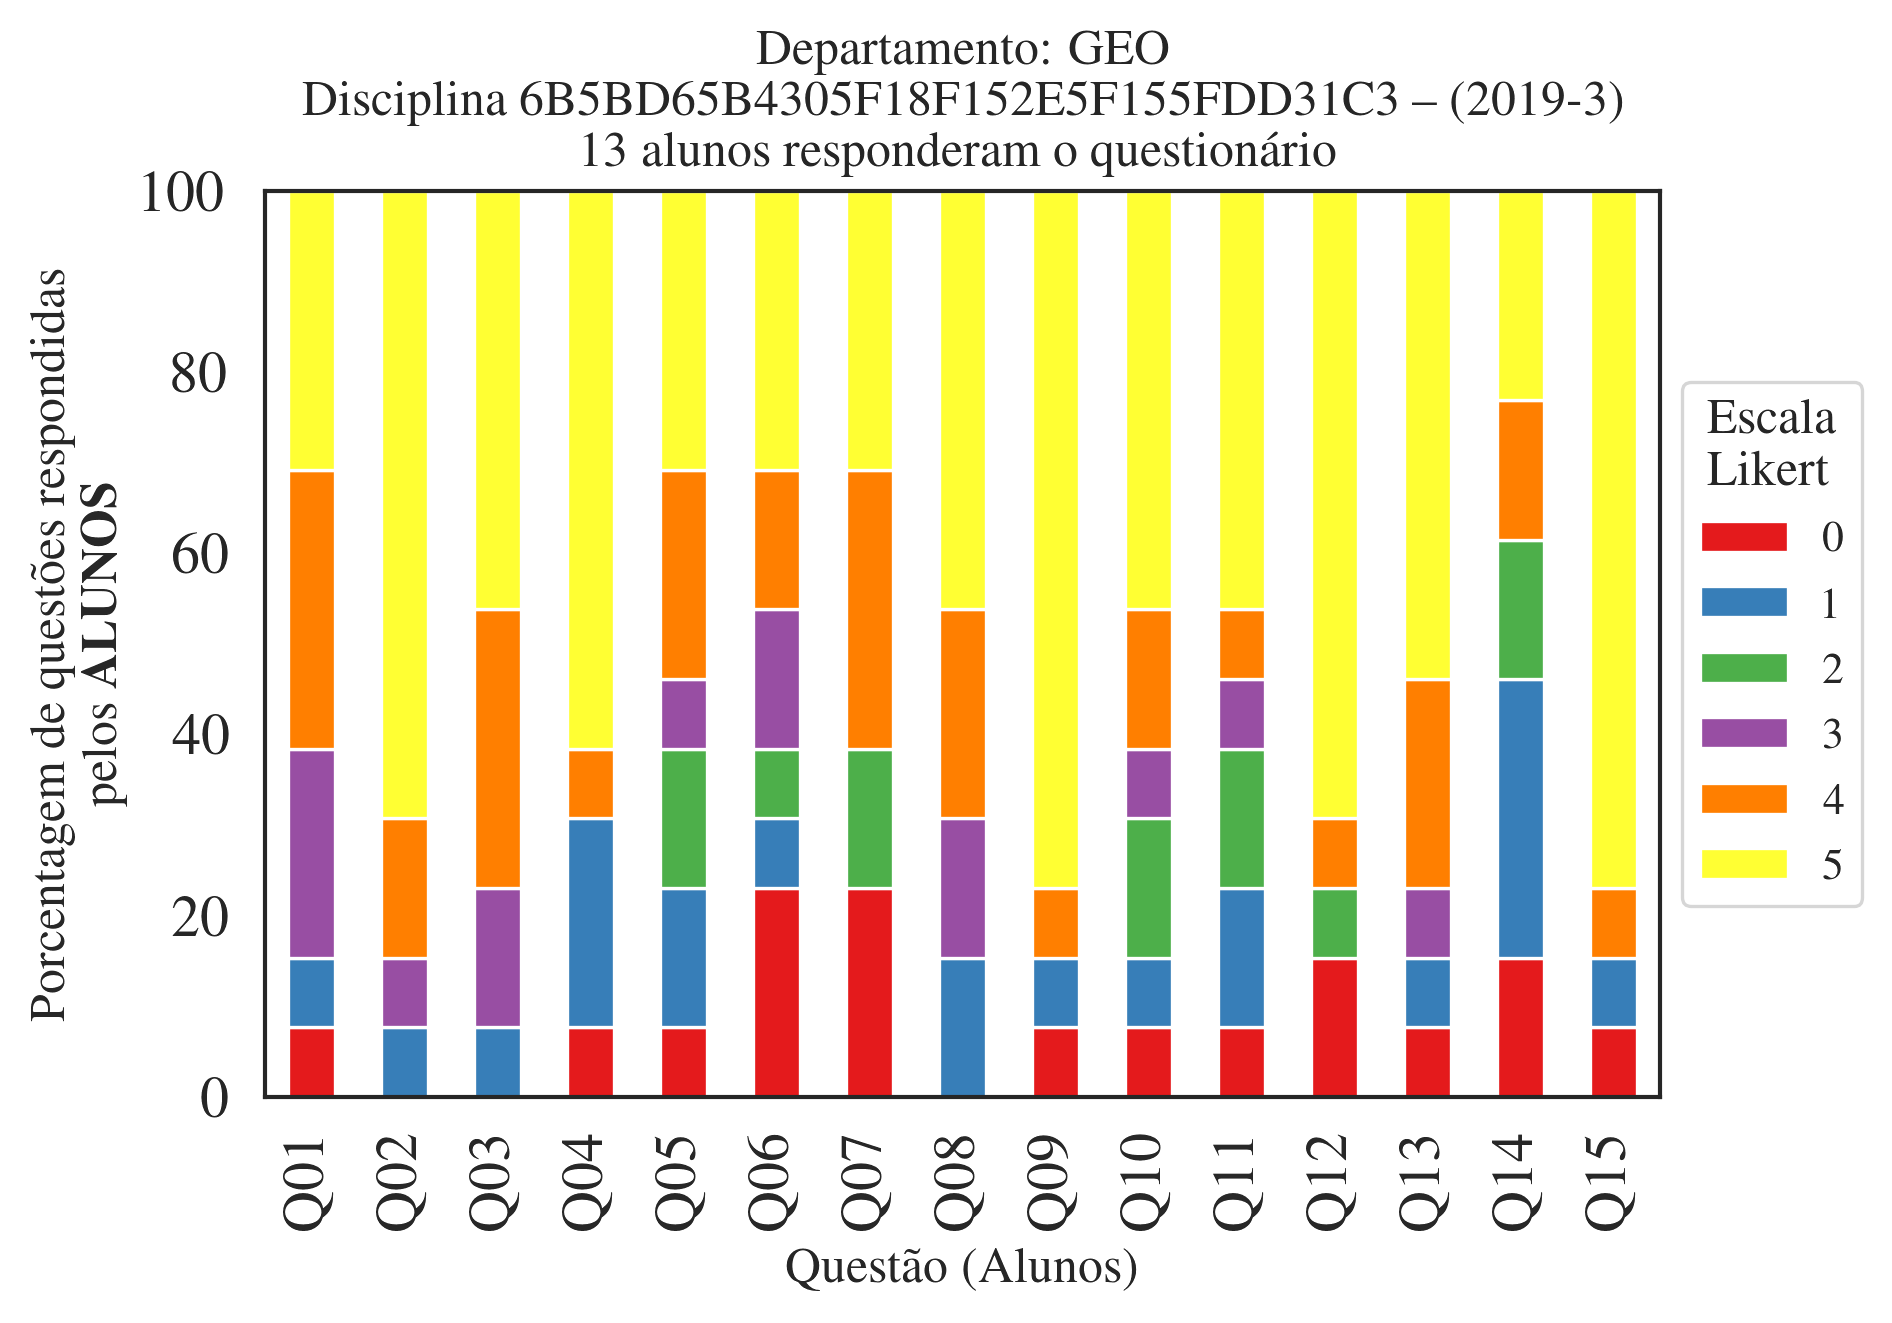 Departamento: GEO
Disciplina 6B5BD65B4305F18F152E5F155FDD31C3 – (2019-3)
13 alunos responderam o questionário
Porcentagem de questões respondidas
pelos ALUNOS
100
80
60
40
20
0
Q01
Q02
Q03
Q04
Q05
Q06
Q07
Q08
Q09
Q10
Q11
Q12
Q13
Q14
Q15
Questão (Alunos)
Escala
Likert
0
1
2
3
4
5